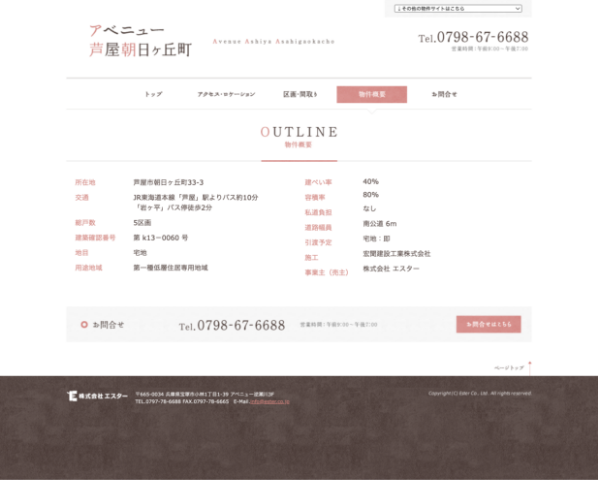 ↓その他の物件サイトはこちら
アベニュー
芦屋朝日ヶ丘町
Avenue Ashiya Asahigaokacho
Tel.0798-67-6688
営業時間:午前9:00～午後7:00
トップ
アクセス・ロケーション
区画・間取り
物件概要
お問合せ
OUTLINE
物件概要
所在地 芦屋市朝日ヶ丘町33-3
交通 JR東海道本線「芦屋」駅よりバス約10分
「岩ヶ平」バス停徒歩2分
総戸数 5区画
建築確認番号 第 k13－0060 号
地目 宅地
用途地域 第一種低層住居専用地域
建ぺい率 40%
容積率 80%
私道負担 なし
道路幅員 南公道 6m
引渡予定 宅地：即
施工 宏閣建設工業株式会社
事業主（売主） 株式会社 エスター
お問合せ
Tel.0798-67-6688
営業時間:午前9:00～午後7:00
お問合せはこちら
ページトップ
株式会社 エスター
〒665-0034 兵庫県宝塚市小林1丁目1-39 アベニュー逆瀬川2F
TEL.0797-78-6688 FAX.0797-78-6665 E-Mail.
Copyright(C) Ester Co., Ltd. All rights reserved.